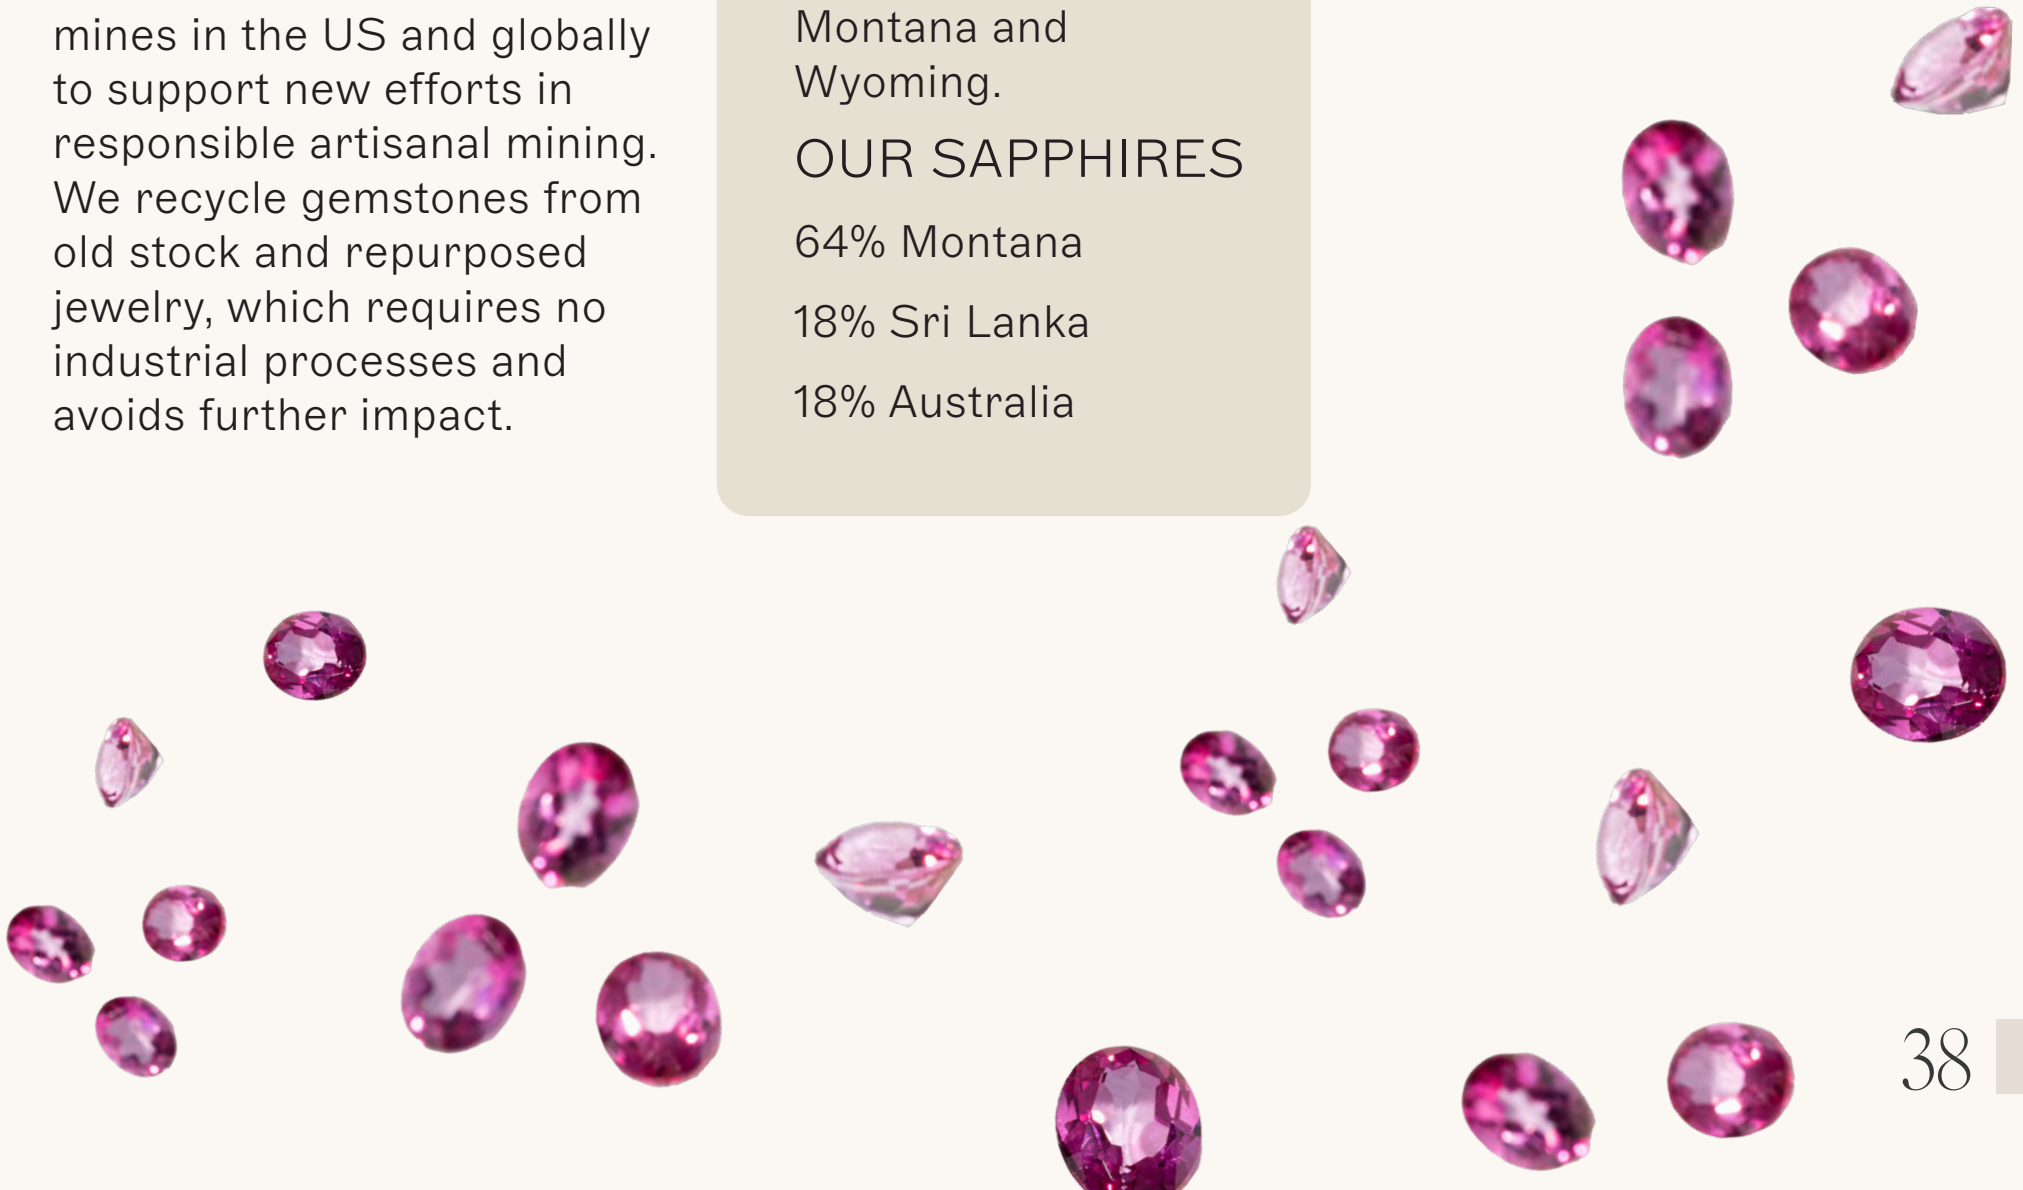 mines in the US and globally
to support new efforts in
responsible artisanal mining.
We recycle gemstones from
old stock and repurposed
jewelry, which requires no
industrial processes and
avoids further impact.
Montana and
Wyoming.
OUR SAPPHIRES
64% Montana
18% Sri Lanka
18% Australia
38